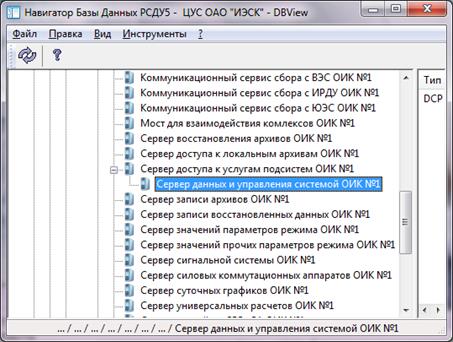 Навигатор Базы Данных РСДУ5 - ЦУС ОАО "ИЭСК" - DBView
Файл Правка Вид Инструменты ?
Коммуникационный сервис сбора с ВЭС ОИК №1
Тип
Коммуникационный сервис сбора с ИРДУ ОИК №1
DCP
Коммуникационный сервис сбора с ЮЭС ОИК №1
Мост для взаимодействия комлексов ОИК №1
Сервер восстановления архивов ОИК №1
Сервер доступа к локальным архивам ОИК №1
Сервер доступа к услугам подсистем ОИК №1
Сервер данных и управления системой ОИК №1
Сервер записи архивов ОИК №1
Сервер записи восстановленных данных ОИК №1
Сервер значений параметров режима ОИК №1
Сервер значений прочих параметров режима ОИК №1
Сервер сигнальной системы ОИК №1
Сервер силовых коммутационных аппаратов ОИК №1
Сервер суточных графиков ОИК №1
Сервер универсальных расчетов ОИК №1
... / ... / ... / ... / ... / ... / ... / Сервер данных и управления системой ОИК №1